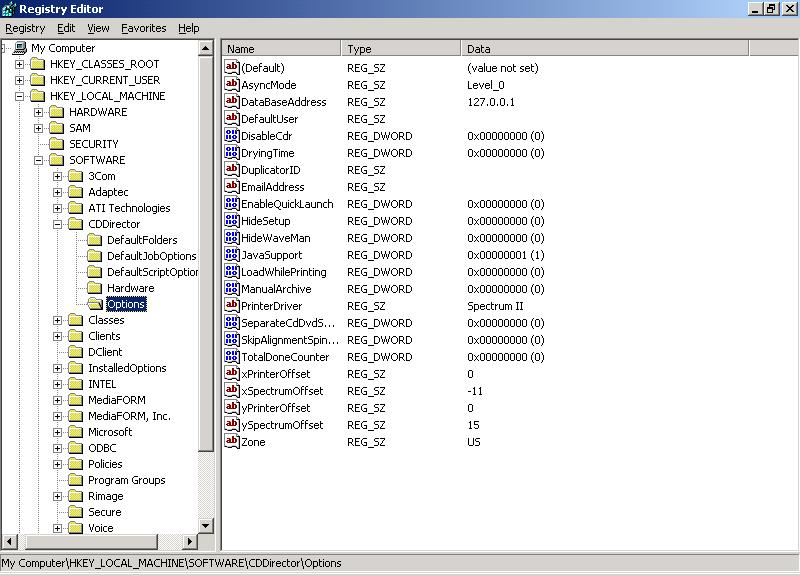 Registry Editor
Registry Edit View Favorites Help
My Computer
HKEY_CLASSES_ROOT
HKEY_CURRENT_USER
HKEY_LOCAL_MACHINE
HARDWARE
SAM
SECURITY
SOFTWARE
3Com
Adaptec
ATI Technologies
CDDirector
DefaultFolders
DefaultJobOptions
DefaultScriptOption
Hardware
Options
Classes
Clients
DClient
InstalledOptions
INTEL
MediaFORM
MediaFORM, Inc.
Microsoft
ODBC
Policies
Program Groups
Rimage
Secure
Voice
Name Type Data
(Default) REG_SZ (value not set)
AsyncMode REG_SZ Level_0
DataBaseAddress REG_SZ 127.0.0.1
DefaultUser REG_SZ
DisableCdr REG_DWORD 0x00000000 (0)
DryingTime REG_DWORD 0x00000000 (0)
DuplicatorID REG_SZ
EmailAddress REG_SZ
EnableQuickLaunch REG_DWORD 0x00000000 (0)
HideSetup REG_DWORD 0x00000000 (0)
HideWaveMan REG_DWORD 0x00000000 (0)
JavaSupport REG_DWORD 0x00000001 (1)
LoadWhilePrinting REG_DWORD 0x00000000 (0)
ManualArchive REG_DWORD 0x00000000 (0)
PrinterDriver REG_SZ Spectrum II
SeparateCdDvdS... REG_DWORD 0x00000000 (0)
SkipAlignmentSpin... REG_DWORD 0x00000000 (0)
TotalDoneCounter REG_DWORD 0x00000000 (0)
xPrinterOffset REG_SZ 0
xSpectrumOffset REG_SZ -11
yPrinterOffset REG_SZ 0
ySpectrumOffset REG_SZ 15
Zone REG_SZ US
My Computer\HKEY_LOCAL_MACHINE\SOFTWARE\CDDirector\Options